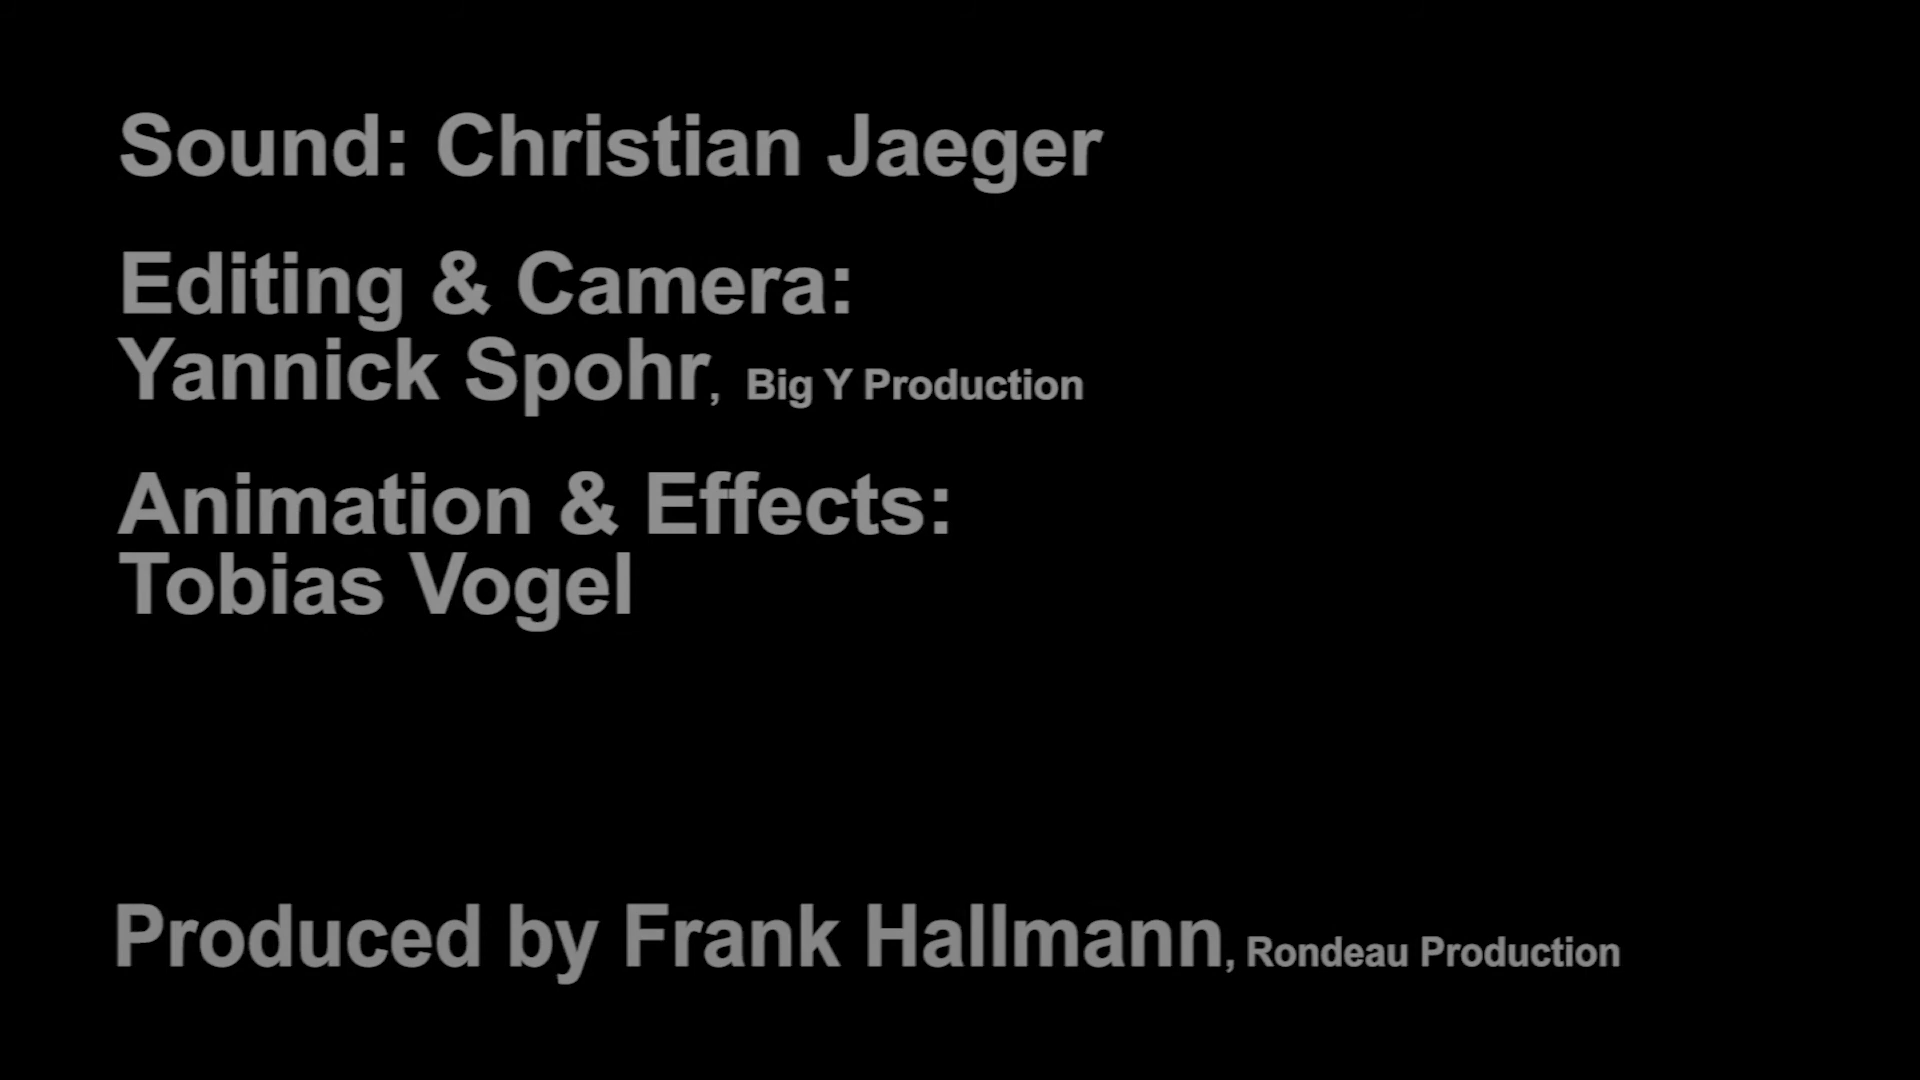 Sound: Christian Jaeger
Editing & Camera:
Yannick Spohr, Big Y Production
Animation & Effects:
Tobias Vogel
Produced by Frank Hallmann, Rondeau Production